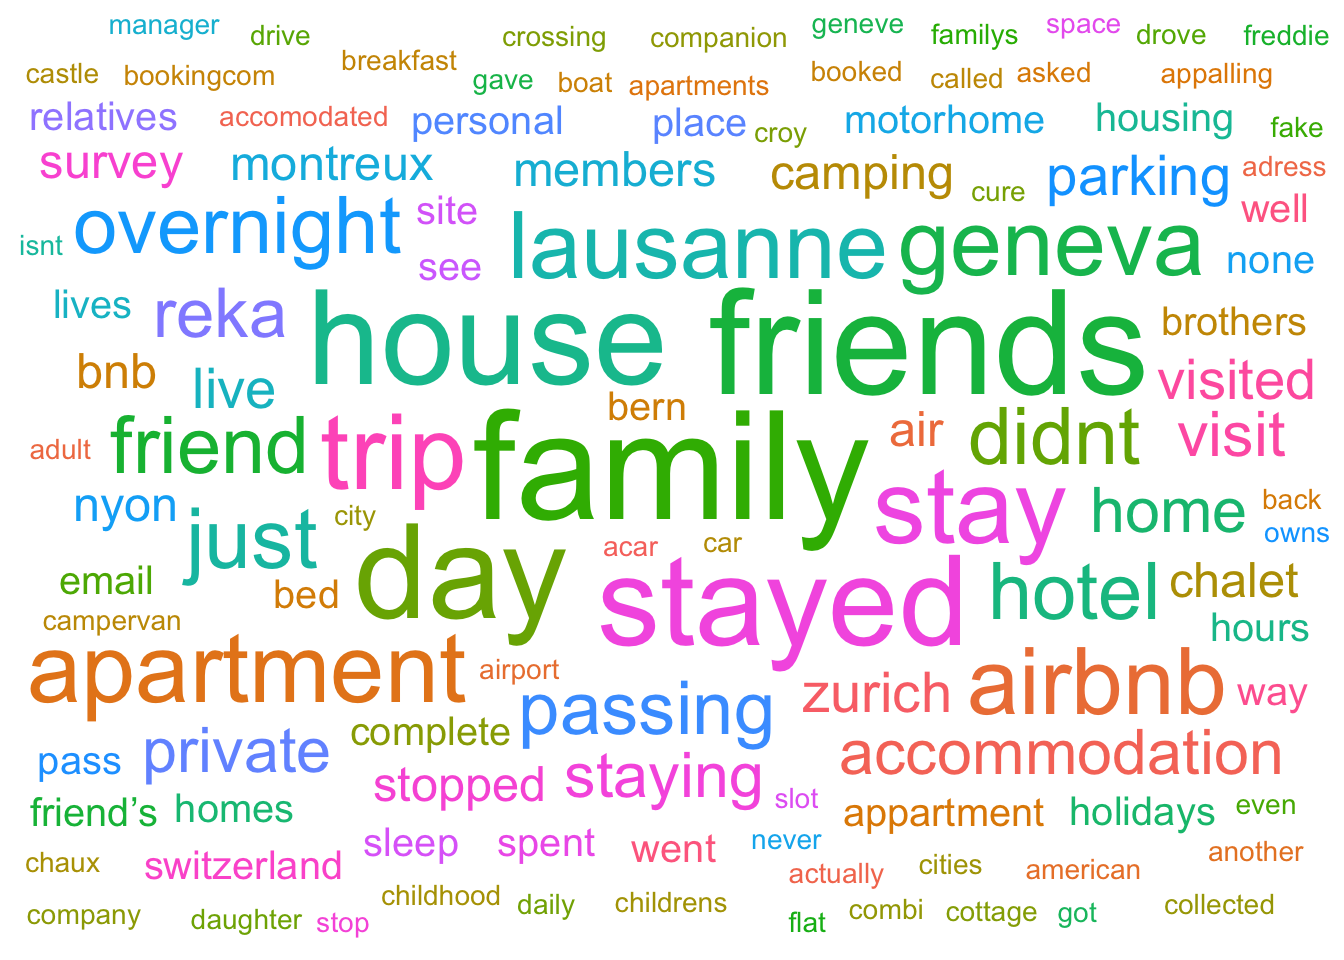 manager drive crossing companion geneve familys space drove freddie
castle bookingcom breakfast gave boat apartments booked called asked appalling
relatives accomodated personal place croy motorhome housing fake
survey montreux members camping cure parking adress
isnt overnight site see lausanne geneva well none
lives reka house friends brothers
bnb live bern visited
adult friend trip family air didnt visit
nyon just city day acar car stay home back owns
email bed stayed hotel chalet
campervan hours
apartment airport passing zurich airbnb way
pass private complete accommodation
friend’s homes stopped staying slot appartment holidays even
chaux switzerland sleep spent went never actually cities american another
company daughter stop childhood daily childrens flat combi cottage got collected